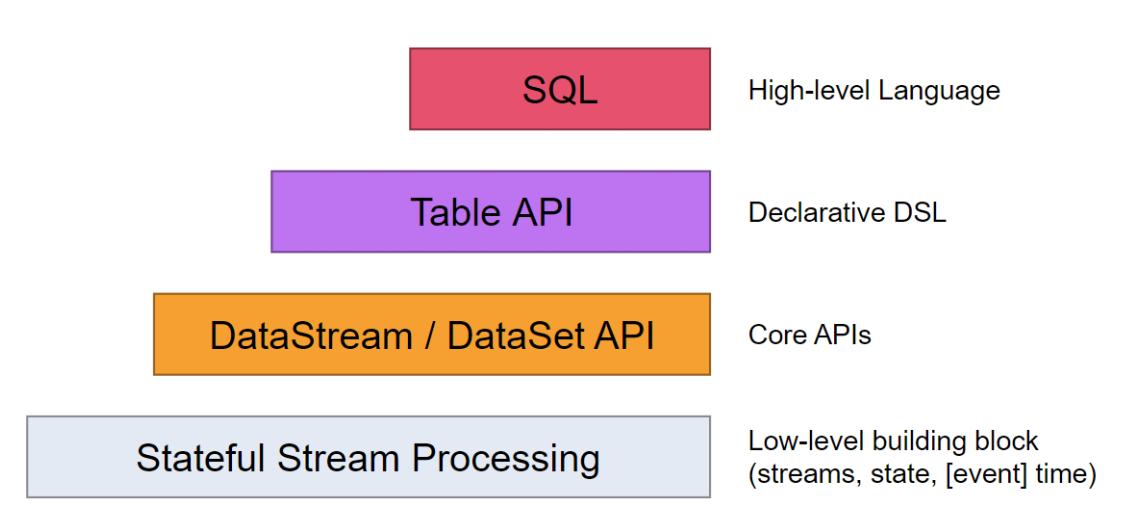 SQL
High-level Language
Table API
Declarative DSL
DataStream / DataSet API
Core APIs
Stateful Stream Processing
Low-level building block
(streams, state, [event] time)